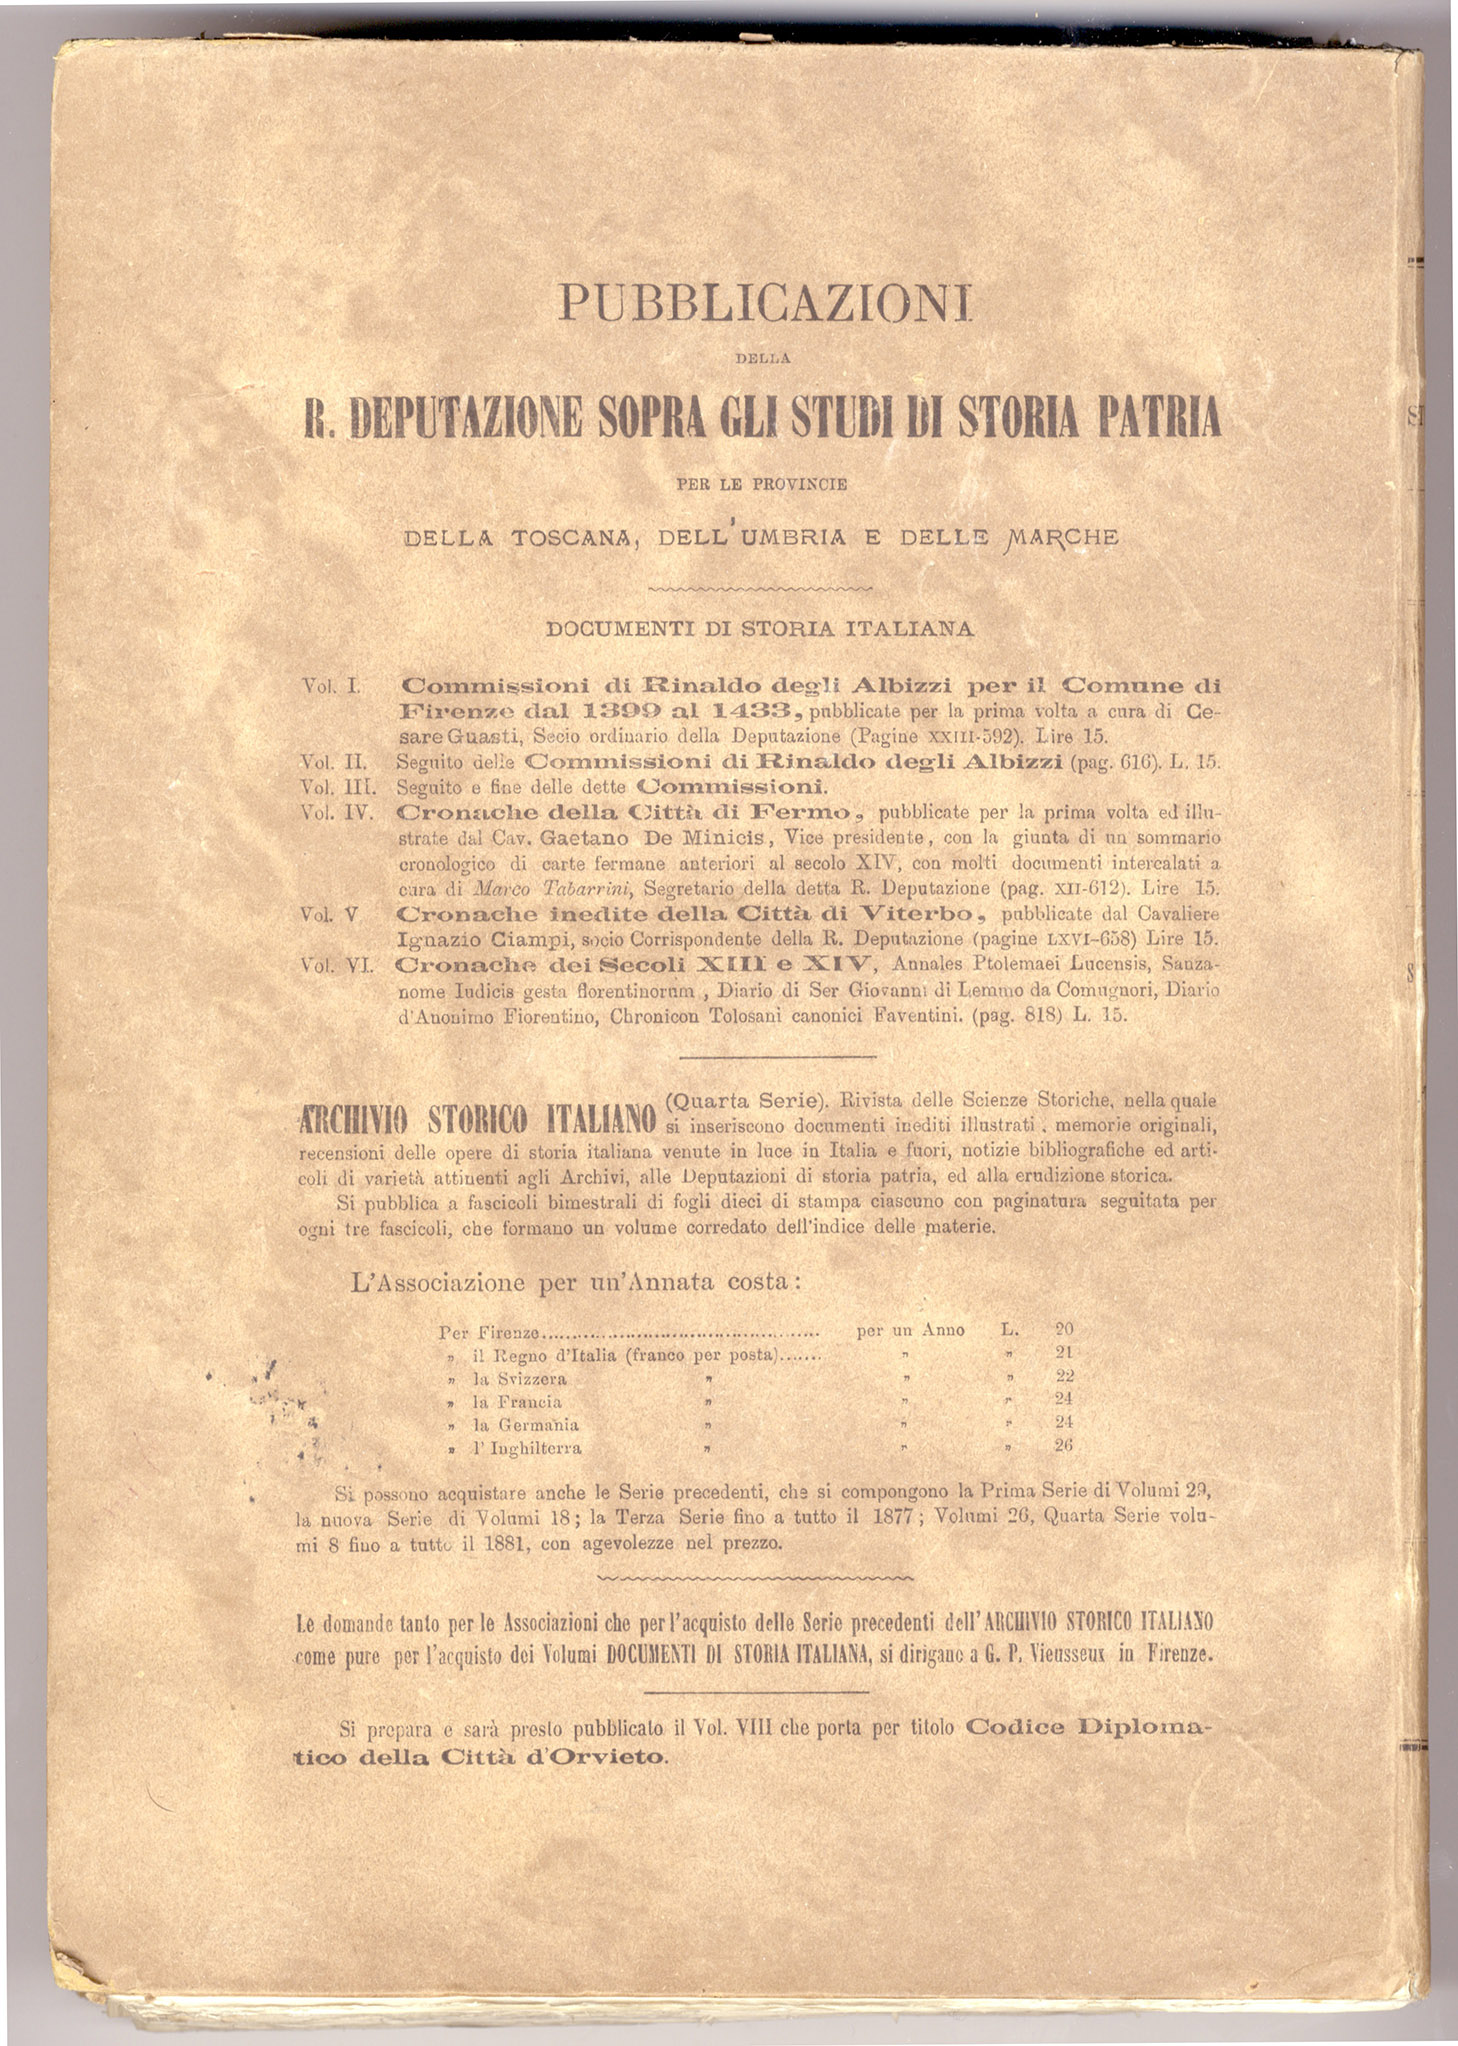 PUBBLICAZIONI
DELLA
R. DEPUTAZIONE SOPRA GLI STUDI DI STORIA PATRIA
PER LE PROVINCIE
DELLA TOSCANA, DELL'UMBRIA E DELLE MARCHE
DOCUMENTI DI STORIA ITALIANA
Vol. I. Commissioni di Rinaldo degli Albizzi per il Comune di
Firenze dal 1399 al 1433, pubblicate per la prima volta a cura di Ce-
sare Guasti, Socio ordinario della Deputazione (Pagine XXIII-592). Lire 15.
Vol. II. Seguito delle Commissioni di Rinaldo degli Albizzi (pag. 616). L. 15.
Vol. III. Seguito e fine delle dette Commissioni.
Vol. IV. Cronache della Città di Fermo, pubblicate per la prima volta ed illu-
strate dal Cav. Gaetano De Minicis, Vice presidente, con la giunta di un sommario
cronologico di carte fermane anteriori al secolo XIV, con molti documenti intercalati a
cura di Marco Tabarrini, Segretario della detta R. Deputazione (pag. XII-612). Lire 15.
Vol. V Cronache inedite della Città di Viterbo, pubblicate dal Cavaliere
Ignazio Ciampi, socio Corrispondente della R. Deputazione (pagine LXVI-658) Lire 15.
Vol. VI. Cronache dei Secoli XIII e XIV, Annales Ptolemaei Lucensis, Sanza-
nome Iudicis gesta florentinorum, Diario di Ser Giovanni di Lemmo da Comugnori, Diario
d'Anonimo Fiorentino, Chronicon Tolosani canonici Faventini. (pag. 818) L. 15.
ARCHIVIO STORICO ITALIANO (Quarta Serie). Rivista delle Scienze Storiche, nella quale
si inseriscono documenti inediti illustrati, memorie originali,
recensioni delle opere di storia italiana venute in luce in Italia e fuori, notizie bibliografiche ed arti-
coli di varietà attinenti agli Archivi, alle Deputazioni di storia patria, ed alla erudizione storica.
Si pubblica a fascicoli bimestrali di fogli dieci di stampa ciascuno con paginatura seguitata per
ogni tre fascicoli, che formano un volume corredato dell'indice delle materie.
L'Associazione per un'Annata costa:
Per Firenze........ per un Anno L. 20
" il Regno d'Italia (franco per posta)....... " " 21
" la Svizzera " " " 22
" la Francia " " " 24
" la Germania " " " 24
" l'Inghilterra " " " 26
Si possono acquistare anche le Serie precedenti, che si compongono la Prima Serie di Volumi 29,
la nuova Serie di Volumi 18; la Terza Serie fino a tutto il 1877; Volumi 26, Quarta Serie volu-
mi 8 fino a tutto il 1881, con agevolezze nel prezzo.
Le domande tanto per le Associazioni che per l'acquisto delle Serie precedenti dell'ARCHIVIO STORICO ITALIANO
come pure per l'acquisto dei Volumi DOCUMENTI DI STORIA ITALIANA, si dirigano a G. P. Vieusseux in Firenze.
Si prepara e sarà presto pubblicato il Vol. VIII che porta per titolo Codice Diploma-
tico della Città d'Orvieto.